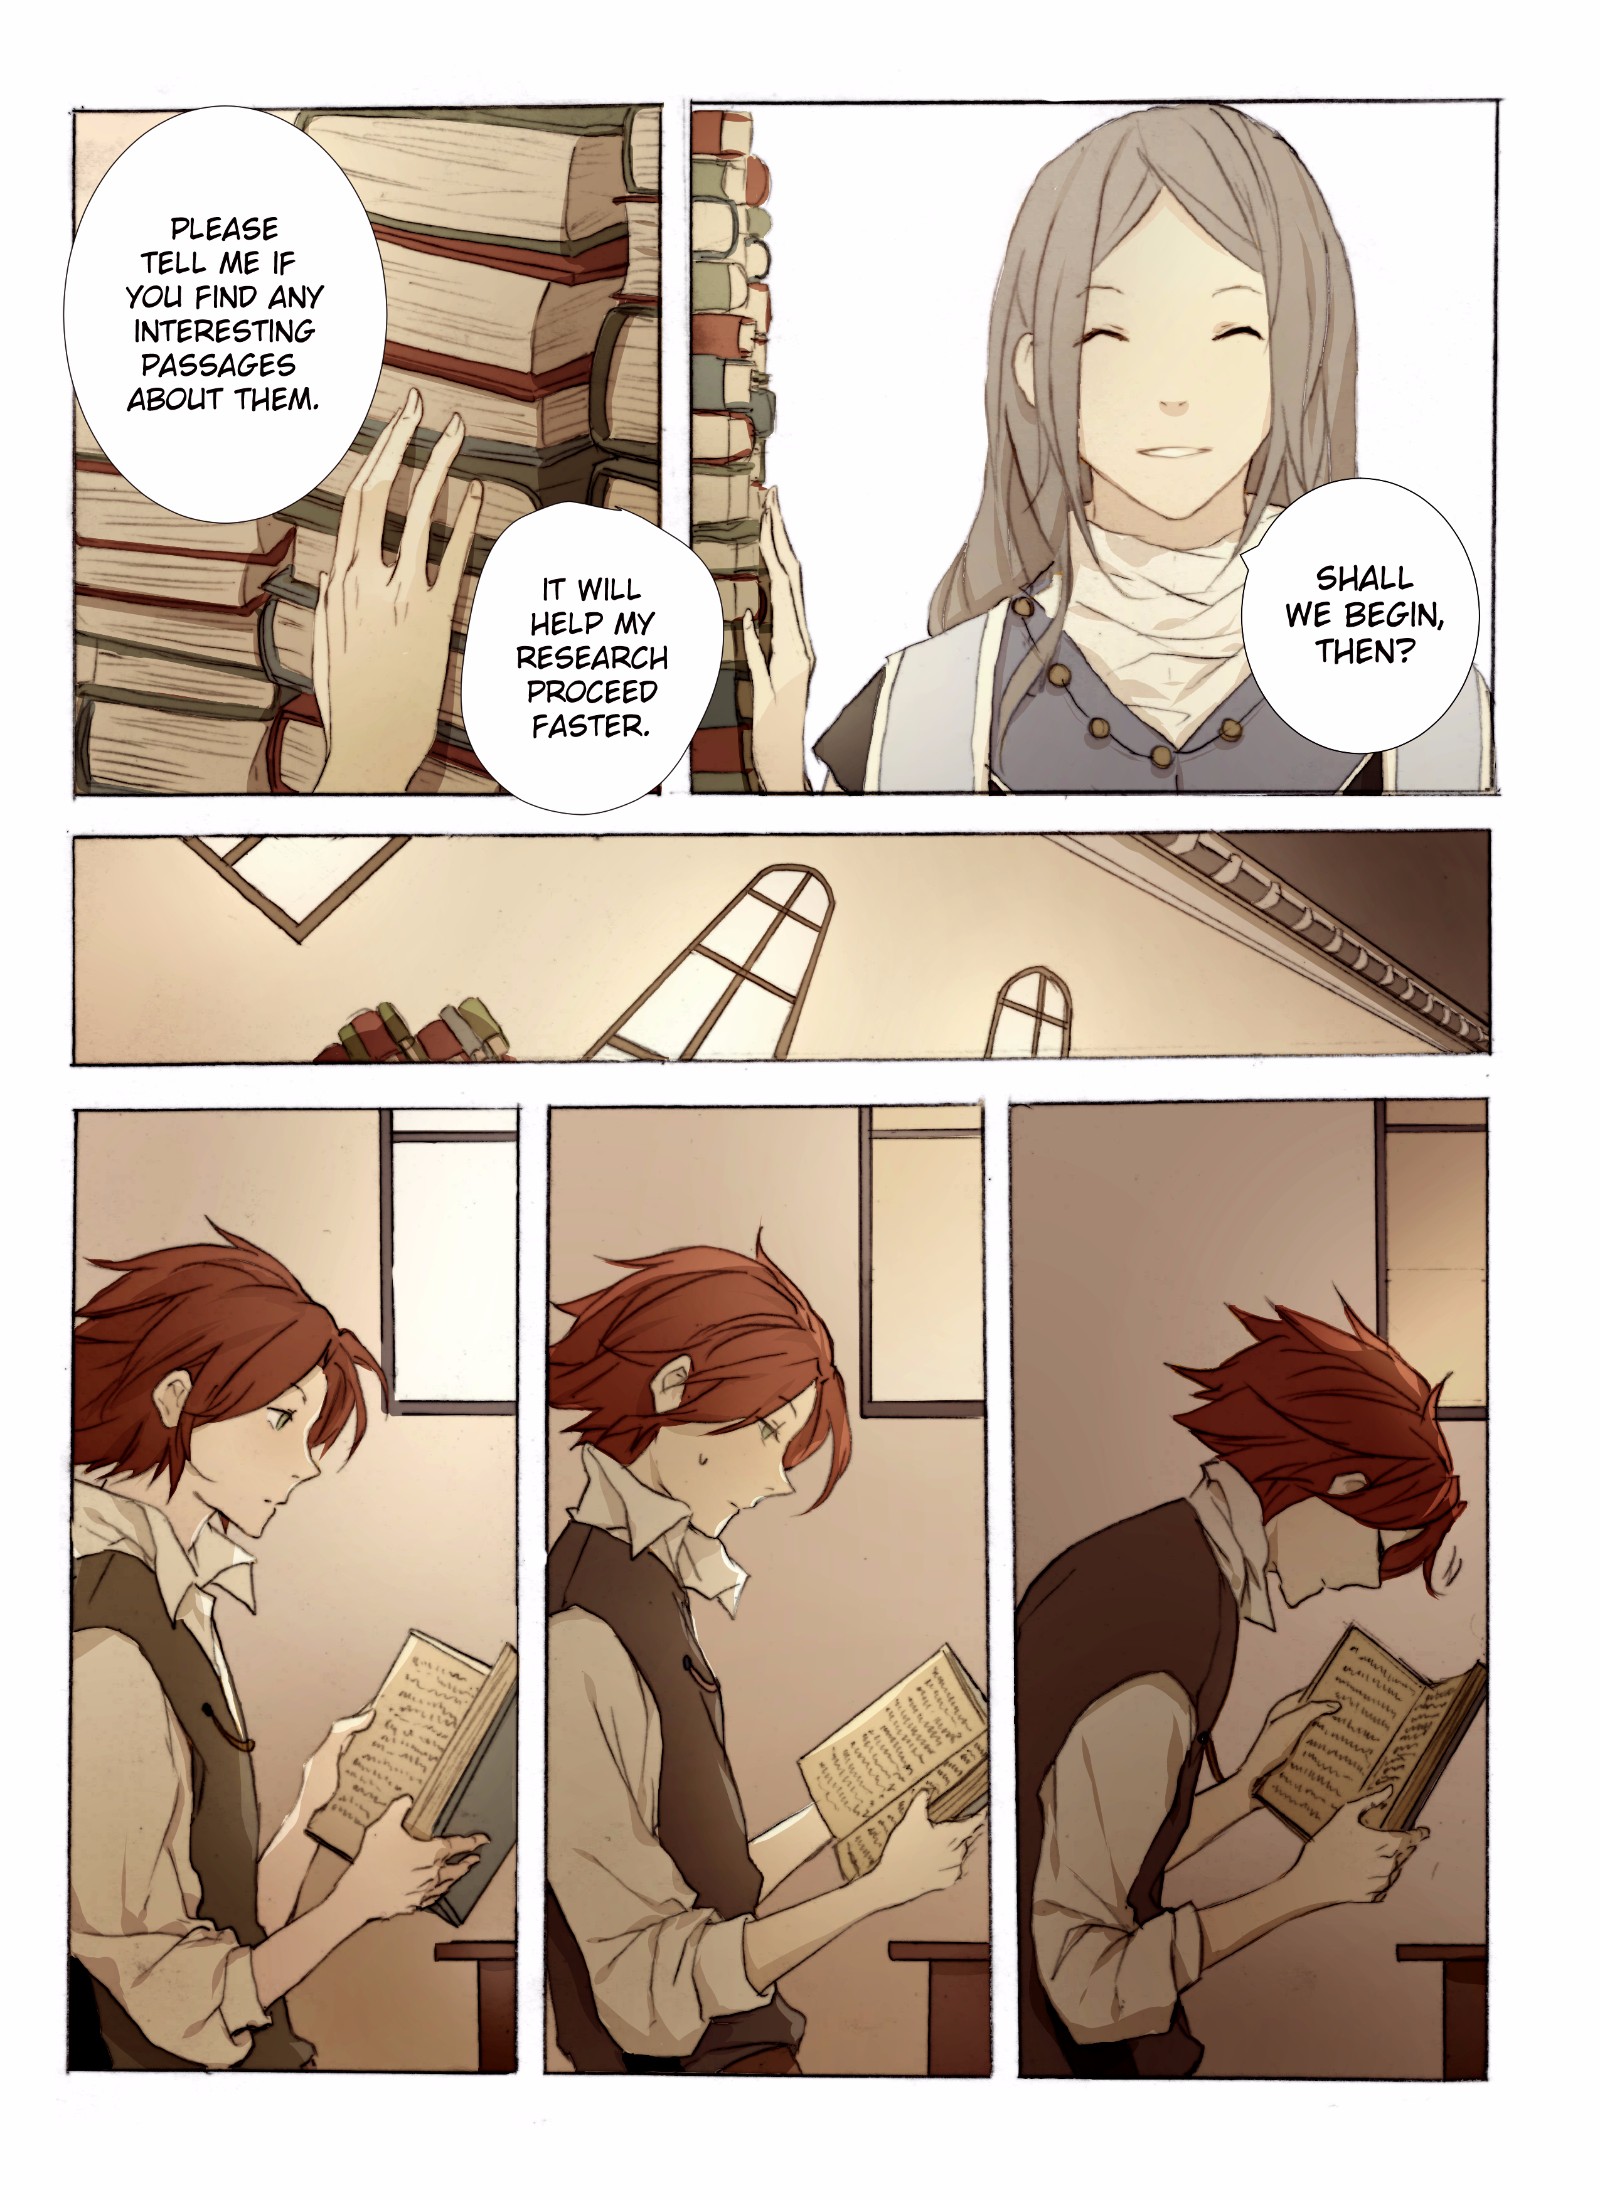 PLEASE
TELL ME IF
YOU FIND ANY
INTERESTING
PASSAGES
ABOUT THEM.
IT WILL
HELP MY
RESEARCH
PROCEED
FASTER.
SHALL
WE BEGIN,
THEN?